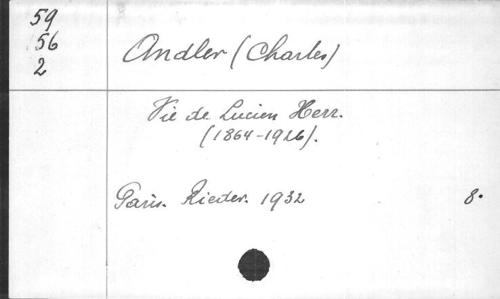 59
56
2
Andler (Charles)
Vie de Lucien Herr.
(1864-1926).
Paris. Rieder. 1932 8°